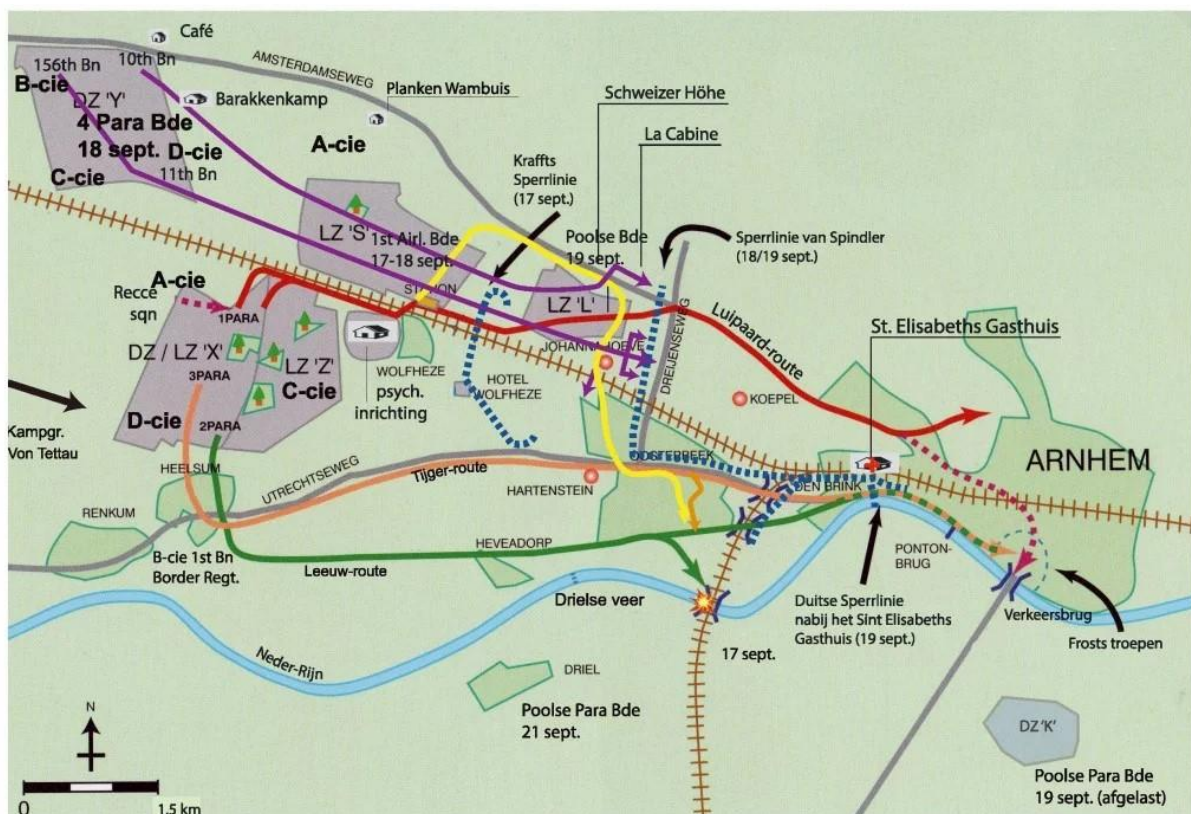 Café
156th Bn
10th Bn
B-cie
DZ 'Y'
Barakkenkamp
AMSTERDAMSEWEG
Planken Wambuis
Schweizer Höhe
4 Para Bde
18 sept.
D-cie
A-cie
La Cabine
C-cie
11th Bn
Kraffts
Sperrlinie
(17 sept.)
LZ 'S'
1st Airl. Bde
17-18 sept.
Poolse Bde
19 sept.
Sperrlinie van Spindler
(18/19 sept.)
A-cie
Recce
sqn
1PARA
LZ 'L'
Luipaard-route
St. Elisabeths Gasthuis
DZ / LZ 'X'
LZ 'Z'
WOLFHEZE
JOHANNAHOEVE
DREIJENSEWEG
3PARA
C-cie
psych.
inrichting
HOTEL
WOLFHEZE
KOEPEL
Kampgr.
Von Tettau
D-cie
2PARA
HEELSUM
UTRECHTSEWEG
Tijger-route
OOSTERBEEK
ARNHEM
HARTENSTEIN
DEN BRINK
RENKUM
B-cie 1st Bn
Border Regt.
Leeuw-route
HEVEADORP
PONTON-
BRUG
Drielse veer
Duitse Sperrlinie
nabij het Sint Elisabeths
Gasthuis (19 sept.)
Verkeersbrug
Frosts troepen
Neder-Rijn
17 sept.
DRIEL
Poolse Para Bde
21 sept.
N
DZ 'K'
Poolse Para Bde
19 sept. (afgelast)
0
1.5 km